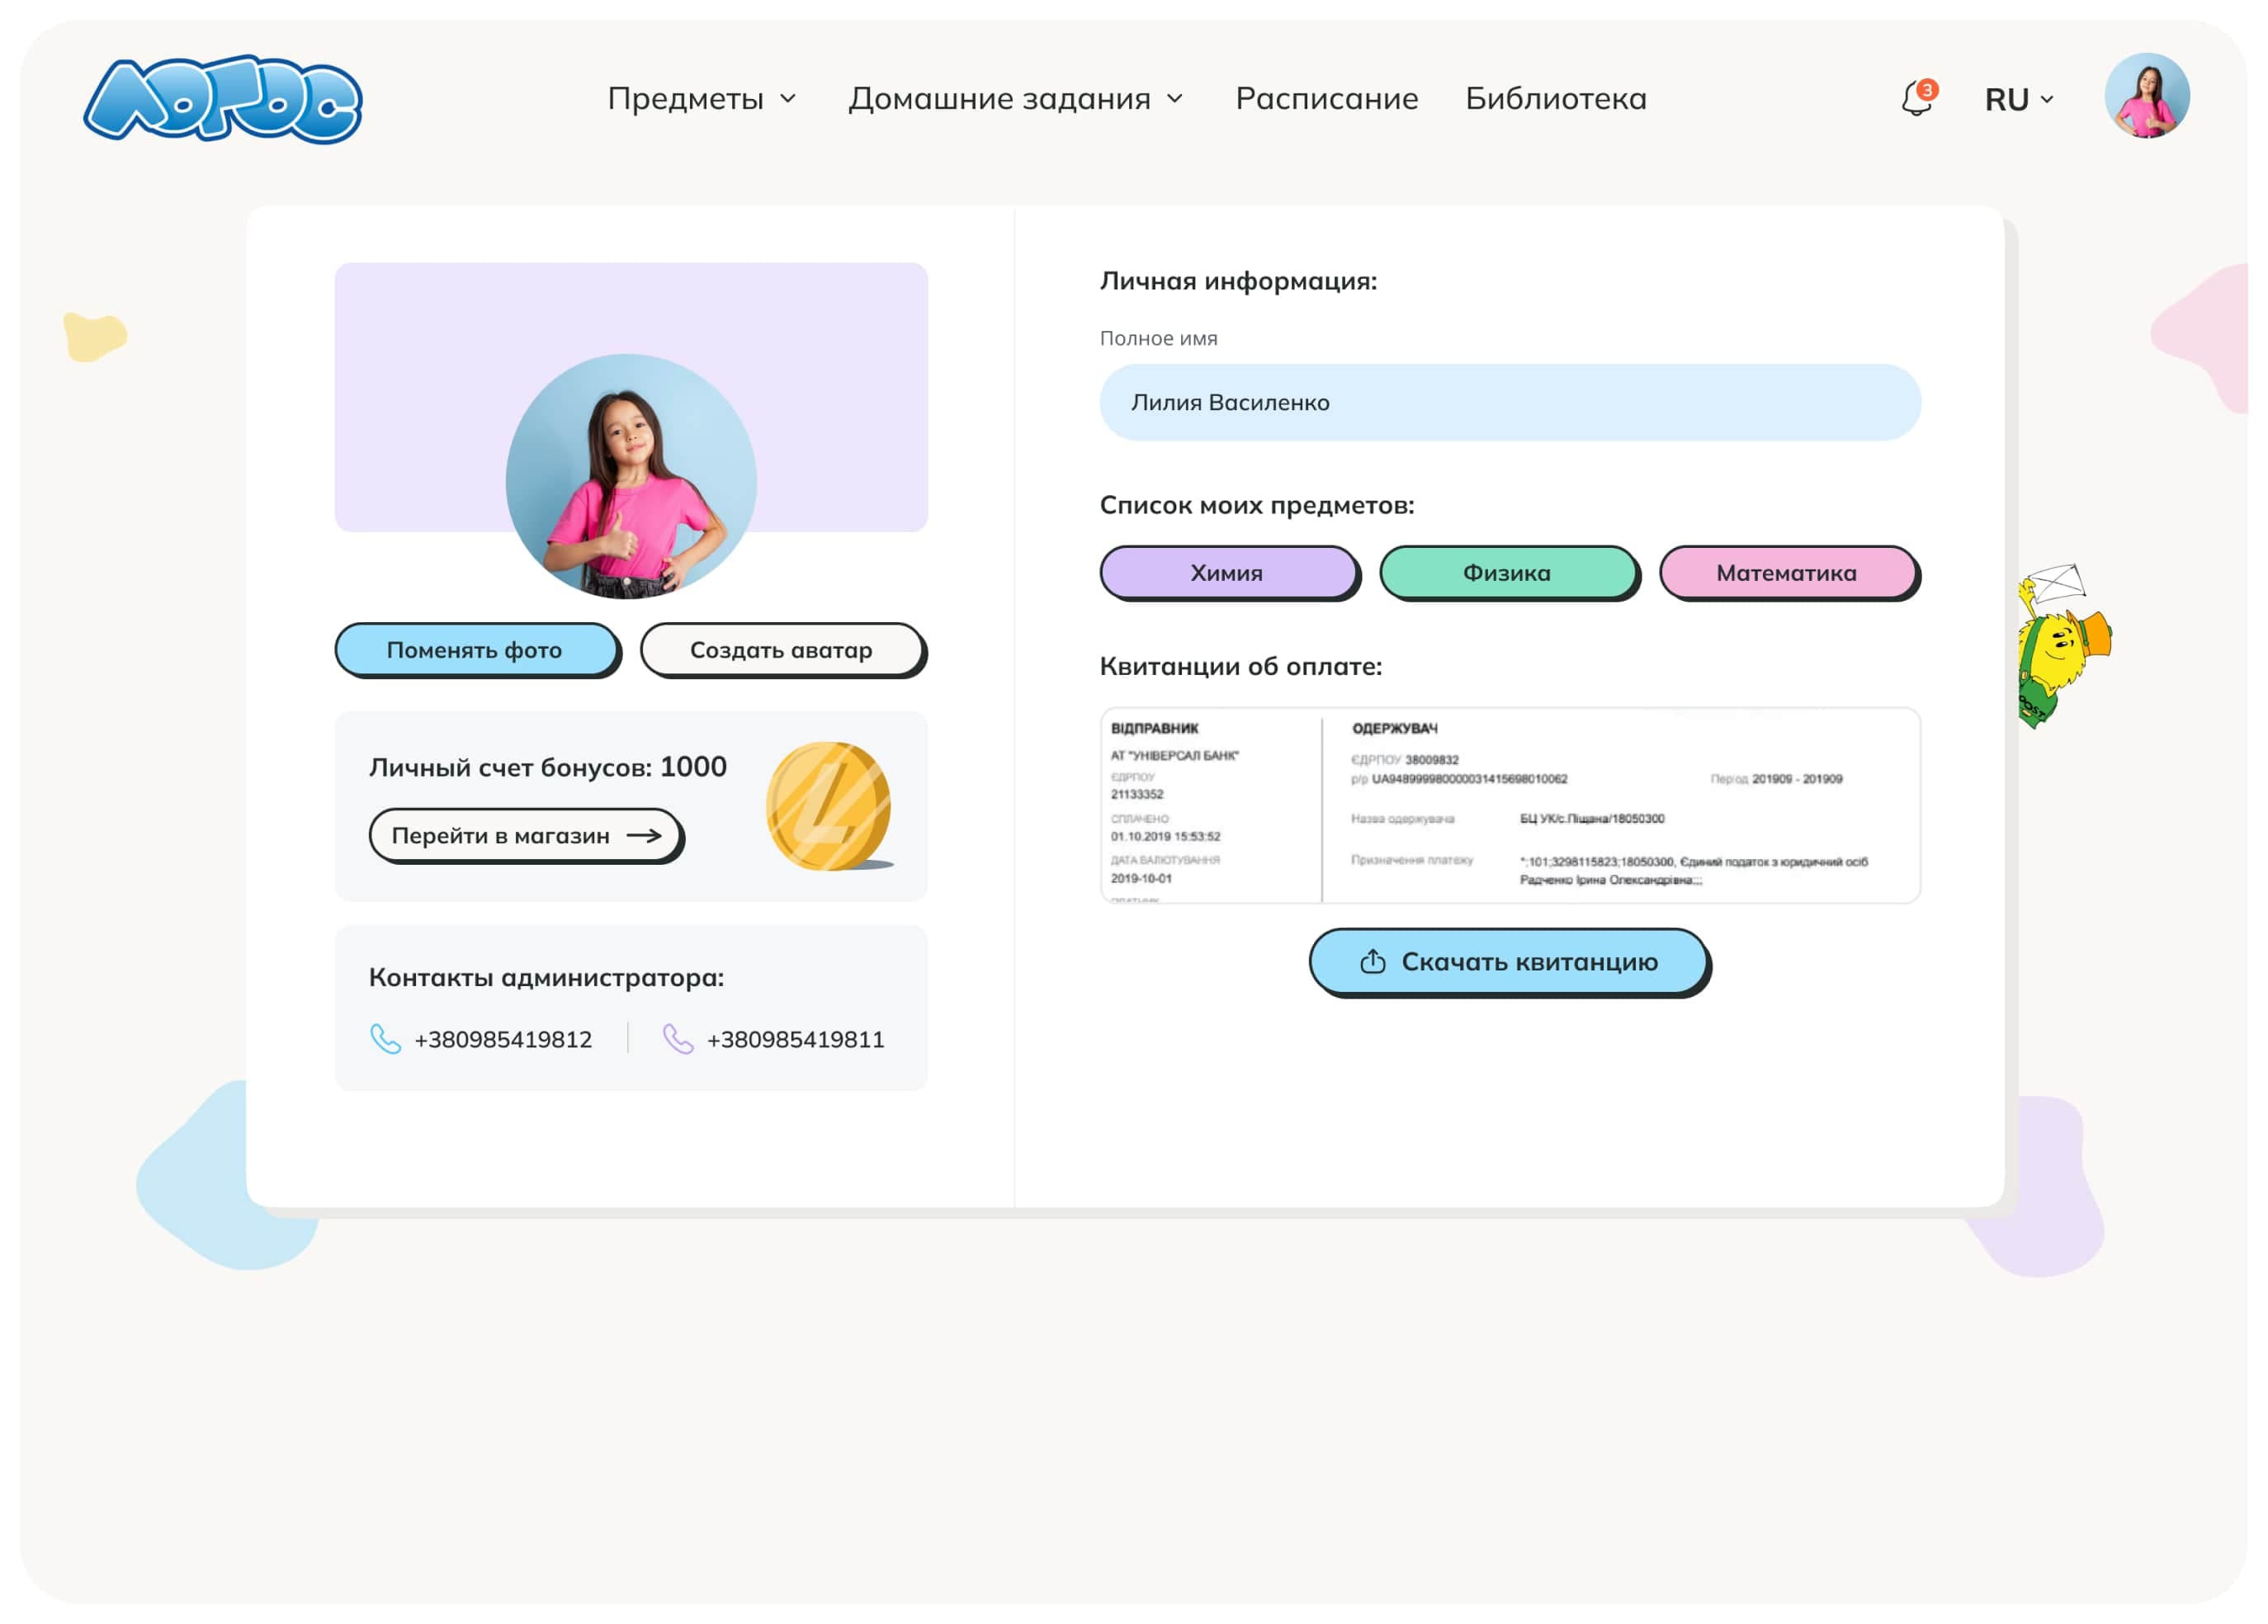 ЛОГОС
Предметы
Домашние задания
Расписание
Библиотека
3
RU
Поменять фото
Создать аватар
Личный счет бонусов: 1000
Перейти в магазин
L
Контакты администратора:
+380985419812
+380985419811
Личная информация:
Полное имя
Лилия Василенко
Список моих предметов:
Химия
Физика
Математика
POST
Квитанции об оплате:
ВІДПРАВНИК
АТ "УНІВЕРСАЛ БАНК"
ЄДРПОУ
21133352
СПЛАЧЕНО
01.10.2019 15:53:52
ДАТА ВАЛЮТУВАННЯ
2019-10-01
ОДЕРЖУВАЧ
ЄДРПОУ 38009832
р/р UA948999980000031415698010062
Період 201909 - 201909
Назва одержувача
БЦ УК/с.Піщана/18050300
Призначення платежу
*;101;3298115823;18050300, Єдиний податок з юридичний осіб
Радченко Ірина Олександрівна;;;
Скачать квитанцию